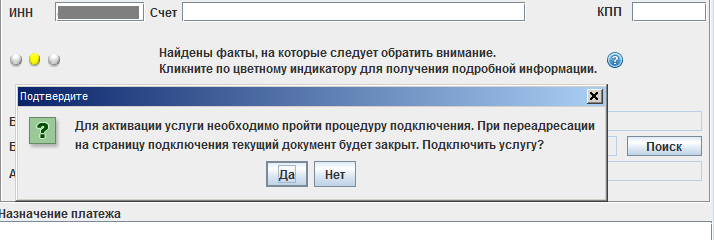 ИНН Счет КПП
Найдены факты, на которые следует обратить внимание.
Кликните по цветному индикатору для получения подробной информации. ?
Подтвердите
? Для активации услуги необходимо пройти процедуру подключения. При переадресации
на страницу подключения текущий документ будет закрыт. Подключить услугу?
Поиск
Да Нет
Назначение платежа